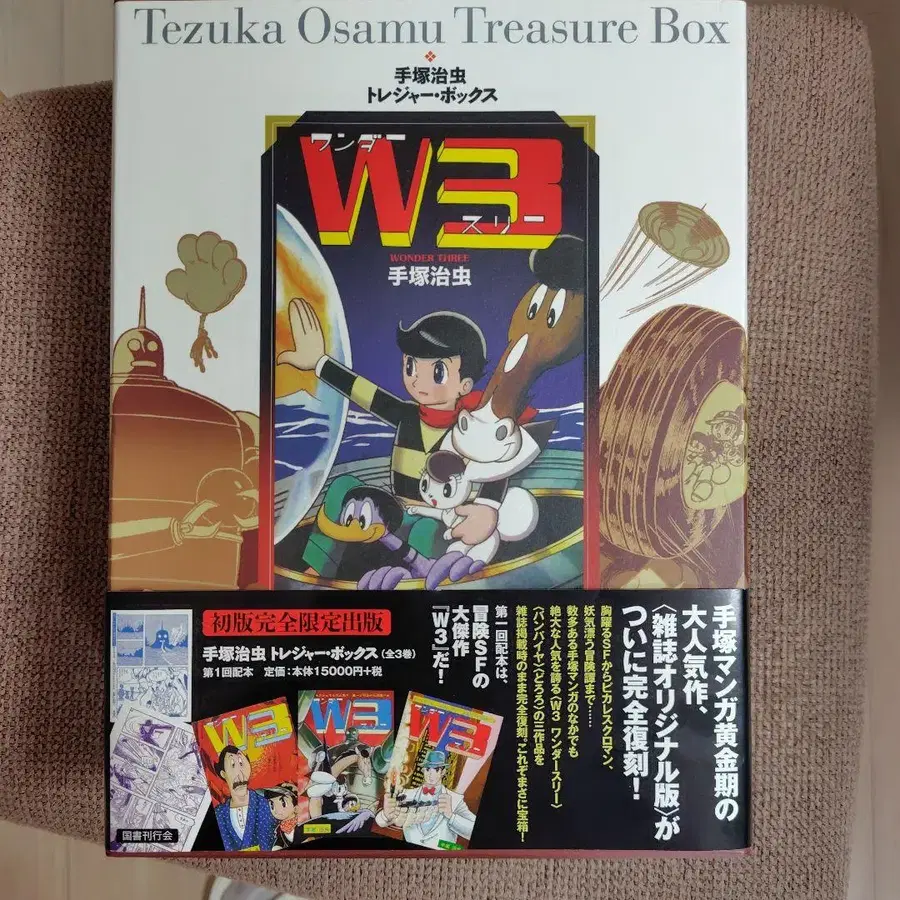 Tezuka Osamu Treasure Box
手塚治虫
トレジャー・ボックス
ワンダー
W3
スリー
WONDER THREE
手塚治虫
手塚マンガ黄金期の
大人気作、
〈雑誌オリジナル版〉が
ついに完全復刻!
胸躍るSFからピカレスクロマン、
妖気漂う冒険譚まで……
数多ある手塚マンガのなかでも
絶大な人気を誇る〈W3 ワンダースリー〉
〈バンパイヤ〉〈どろろ〉の三作品を
雑誌掲載時のまま完全復刻。これぞまさに宝箱!
第一回配本は、
冒険SFの
大傑作
『W3』だ!
初版完全限定出版
手塚治虫 トレジャー・ボックス(全3巻)
第1回配本 定価:本体15000円+税
W3
W3
W3
国書刊行会